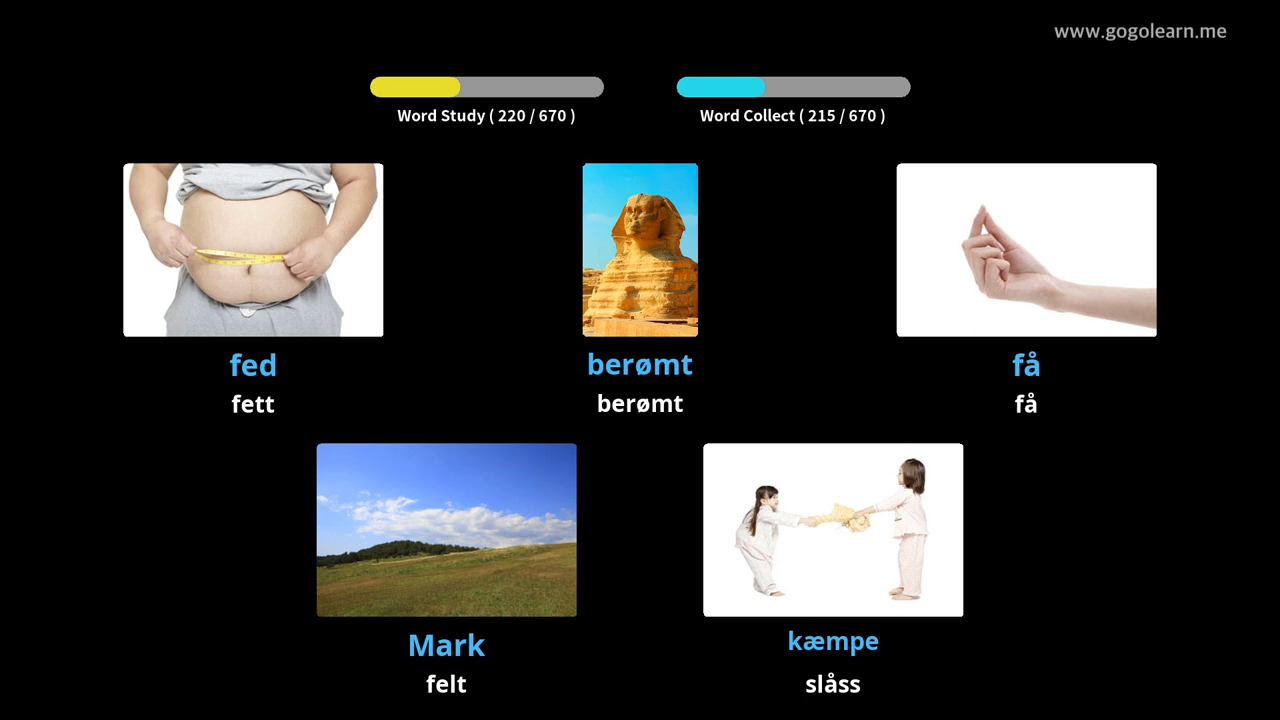 www.gogolearn.me
Word Study ( 220 / 670 )
Word Collect ( 215 / 670 )
fed
fett
berømt
berømt
få
få
Mark
felt
kæmpe
slåss